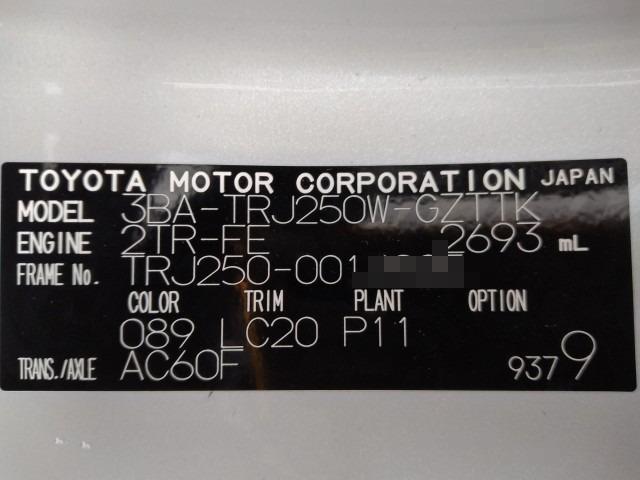 TOYOTA MOTOR CORPORATION JAPAN
MODEL 3BA-TRJ250W-GZTTK
ENGINE 2TR-FE 2693 mL
FRAME No. TRJ250-001
COLOR TRIM PLANT OPTION
089 LC20 P11
TRANS./AXLE AC60F 9379